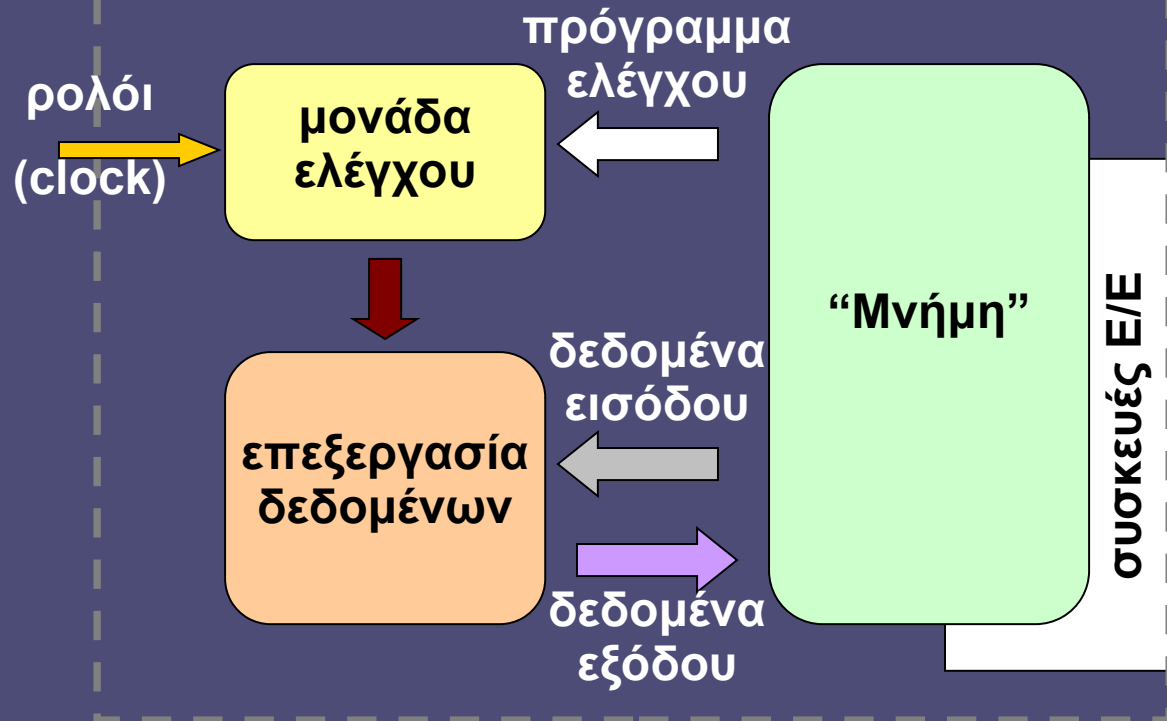 ρολόι
(clock)
μονάδα
ελέγχου
πρόγραμμα
ελέγχου
“Μνήμη”
συσκευές Ε/Ε
επεξεργασία
δεδομένων
δεδομένα
εισόδου
δεδομένα
εξόδου